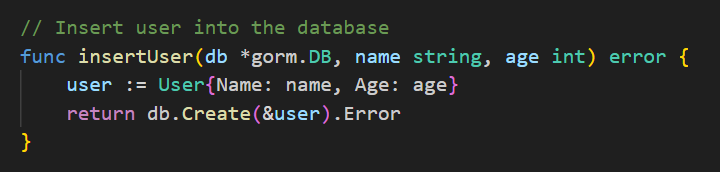 // Insert user into the database
func insertUser(db *gorm.DB, name string, age int) error {
    user := User{Name: name, Age: age}
    return db.Create(&user).Error
}